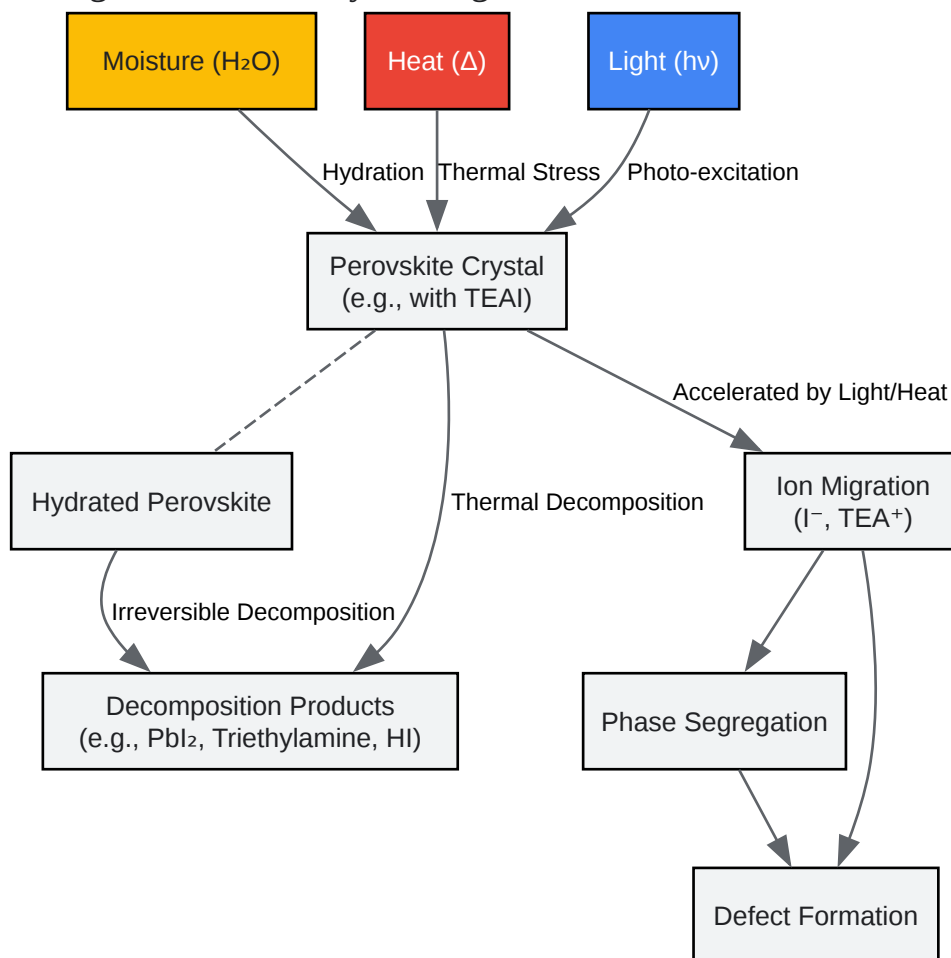 Moisture (H₂O)
Heat (Δ)
Light (hν)
Hydration
Thermal Stress
Photo-excitation
Perovskite Crystal
(e.g., with TEAI)
Accelerated by Light/Heat
Hydrated Perovskite
Thermal Decomposition
Ion Migration
(I⁻, TEA⁺)
Irreversible Decomposition
Decomposition Products
(e.g., PbI₂, Triethylamine, HI)
Phase Segregation
Defect Formation